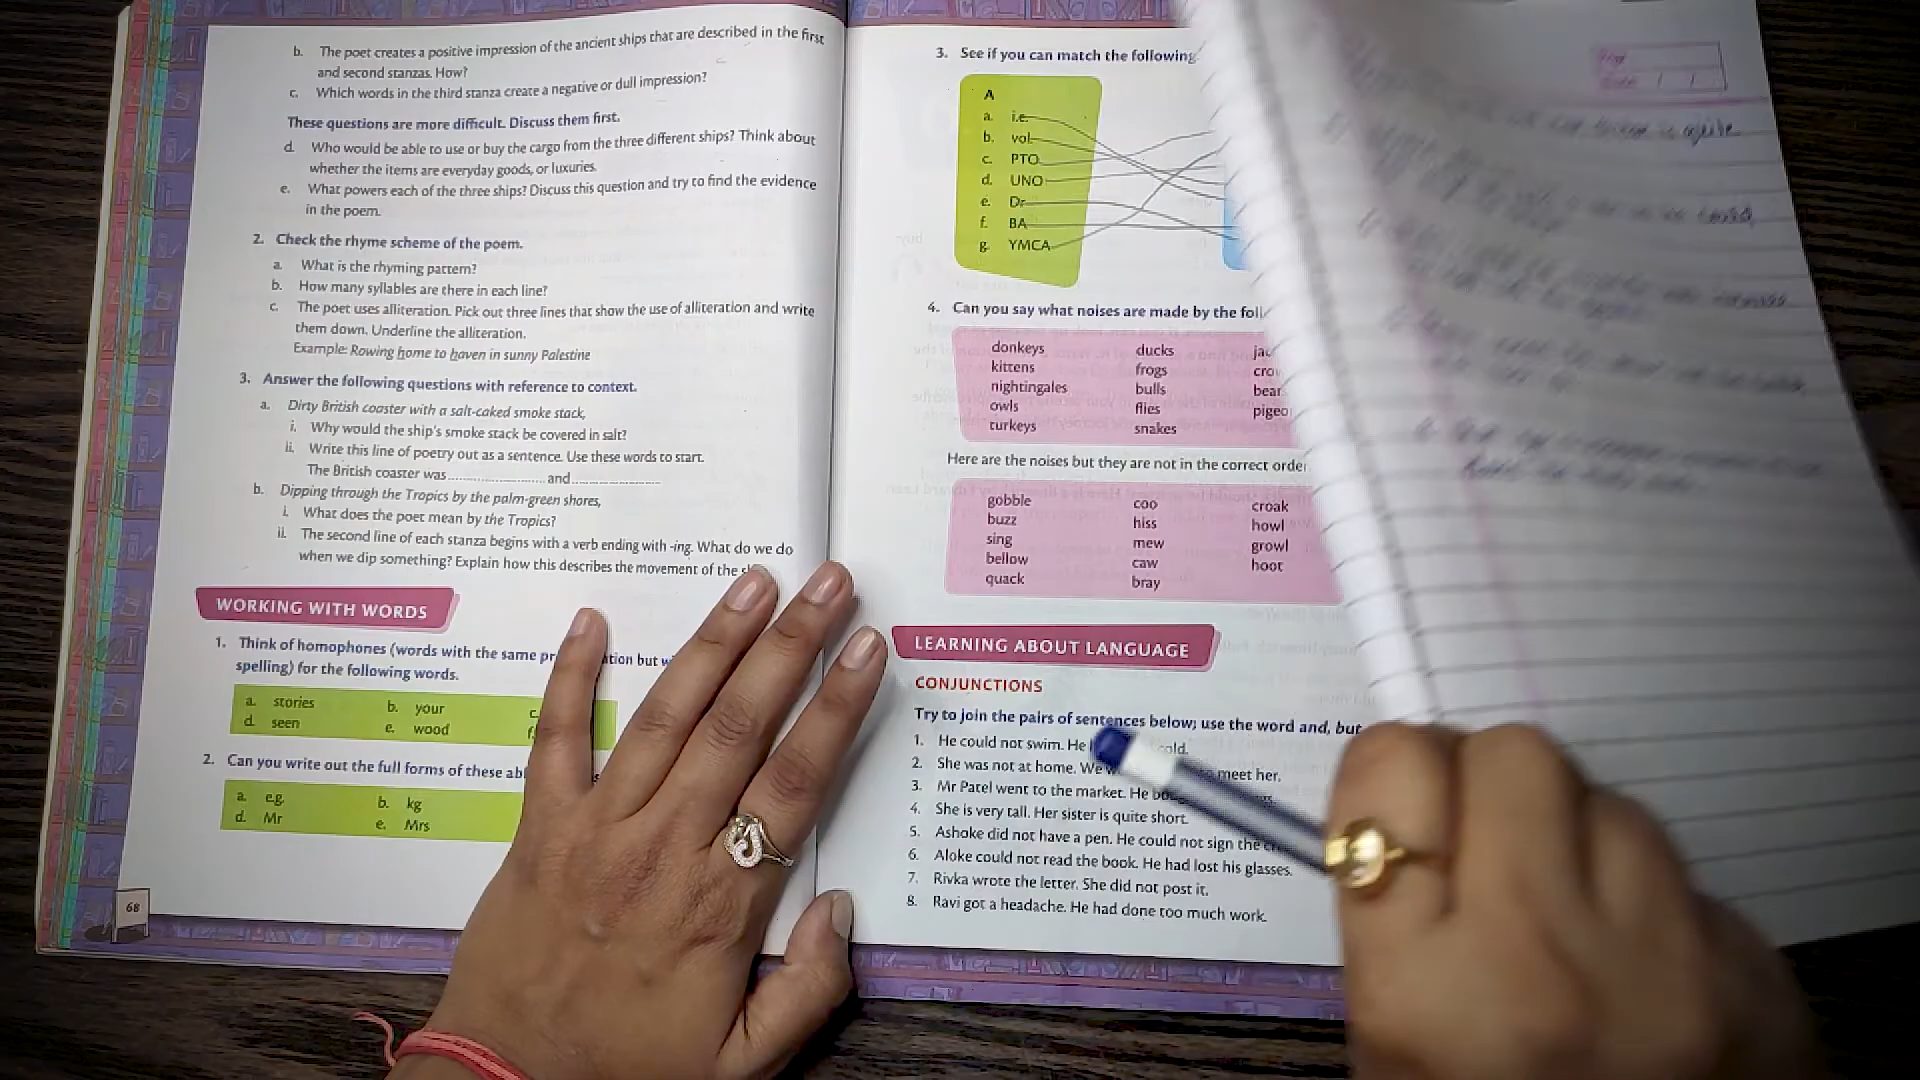 b. The poet creates a positive impression of the ancient ships that are described in the first
and second stanzas. How?
c. Which words in the third stanza create a negative or dull impression?
These questions are more difficult. Discuss them first.
d. Who would be able to use or buy the cargo from the three different ships? Think about
whether the items are everyday goods, or luxuries.
e. What powers each of the three ships? Discuss this question and try to find the evidence
in the poem.
2. Check the rhyme scheme of the poem.
a. What is the rhyming pattern?
b. How many syllables are there in each line?
c. The poet uses alliteration. Pick out three lines that show the use of alliteration and write
them down. Underline the alliteration.
Example: Rowing home to haven in sunny Palestine
3. Answer the following questions with reference to context.
a. Dirty British coaster with a salt-caked smoke stack,
i. Why would the ship's smoke stack be covered in salt?
ii. Write this line of poetry out as a sentence. Use these words to start.
The British coaster was.......................... and........................
b. Dipping through the Tropics by the palm-green shores,
i. What does the poet mean by the Tropics?
ii. The second line of each stanza begins with a verb ending with -ing. What do we do
when we dip something? Explain how this describes the movement of the
WORKING WITH WORDS
1. Think of homophones (words with the same but
spelling) for the following words.
a. stories b. your c.
d. seen e. wood f.
2. Can you write out the full forms of these
a. e.g. b. kg
d. Mr e. Mrs
68
3. See if you can match the following
A
a. i.e.
b. vol
c. PTO
d. UNO
e. Dr
f. BA
g. YMCA
4. Can you say what noises are made by the
donkeys ducks
kittens frogs
nightingales bulls
owls flies
turkeys snakes
Here are the noises but they are not in the correct
gobble coo croak
buzz hiss howl
sing mew growl
bellow caw hoot
quack bray
LEARNING ABOUT LANGUAGE
CONJUNCTIONS
Try to join the pairs of sentences below; use the word and, but
1. He could not swim. He cold.
2. She was not at home. We meet her.
3. Mr Patel went to the market. He
4. She is very tall. Her sister is quite short.
5. Ashoke did not have a pen. He could not sign the
6. Aloke could not read the book. He had lost his glasses.
7. Rivka wrote the letter. She did not post it.
8. Ravi got a headache. He had done too much work.